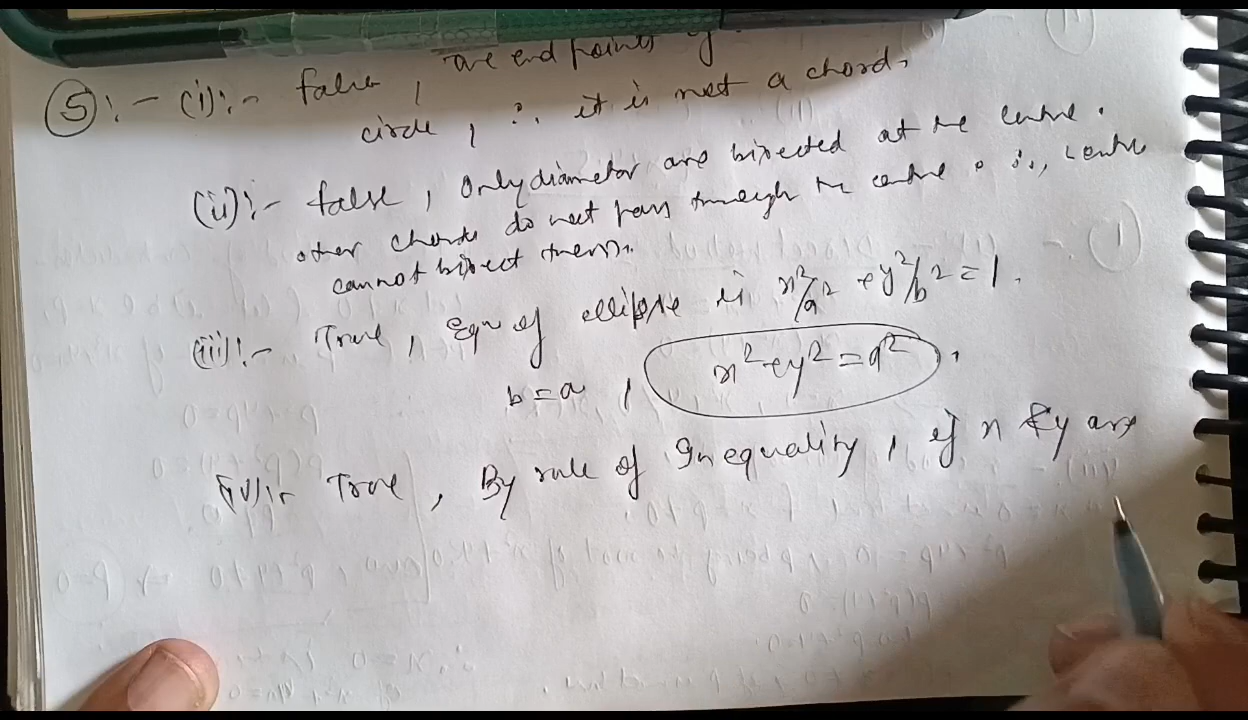 ⑤:- (i):- false, are end points of
circle, ∴ it is not a chord.
(ii):- false, Only diameter are bisected at the centre.
other chords do not pass through the centre. ∴, centre
cannot bisect them.
(iii):- True, Eqn of ellipse is x²/a² + y²/b² = 1.
b = a, x² + y² = a².
(iv):- True, By rule of Inequality, if x & y are